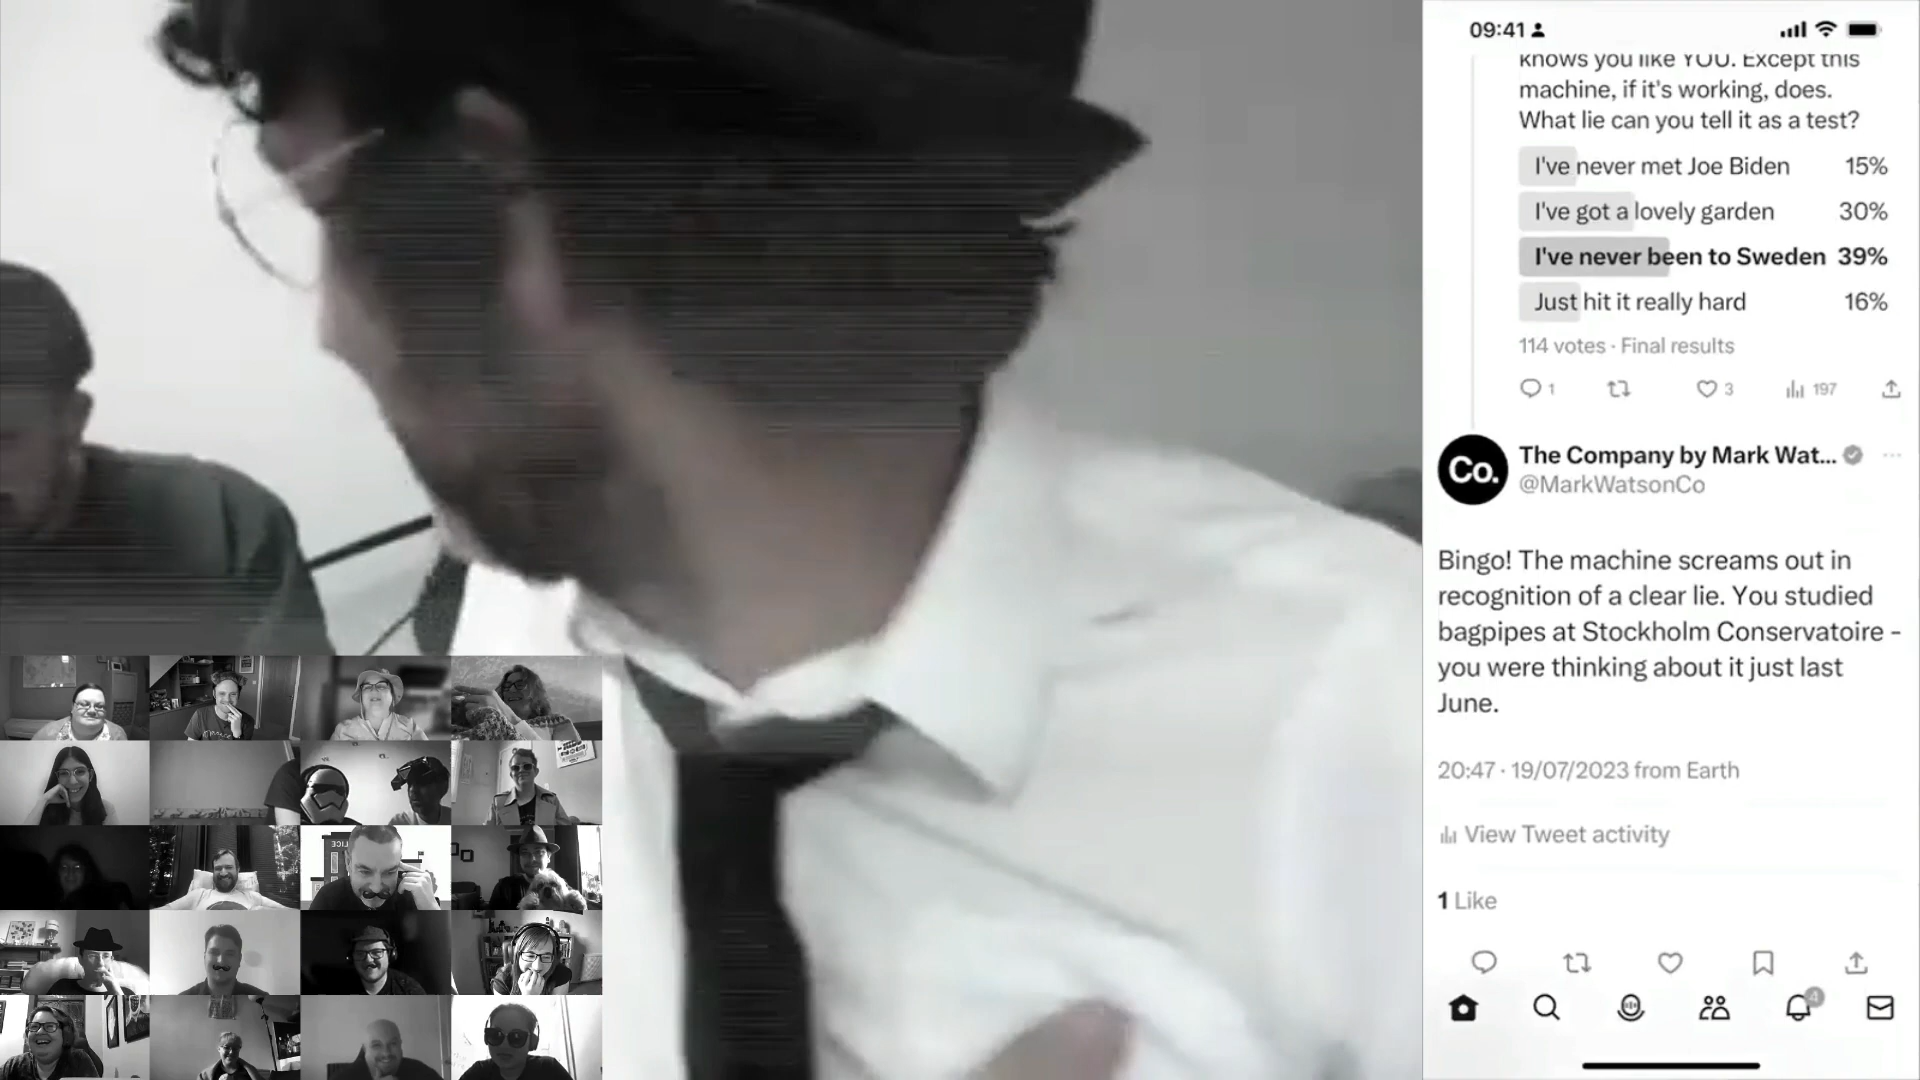 09:41
knows you like YOU. Except this
machine, if it's working, does.
What lie can you tell it as a test?
I've never met Joe Biden 15%
I've got a lovely garden 30%
I've never been to Sweden 39%
Just hit it really hard 16%
114 votes · Final results
1 3 197
Co. The Company by Mark Wat...
@MarkWatsonCo
Bingo! The machine screams out in
recognition of a clear lie. You studied
bagpipes at Stockholm Conservatoire -
you were thinking about it just last
June.
20:47 · 19/07/2023 from Earth
View Tweet activity
1 Like
4